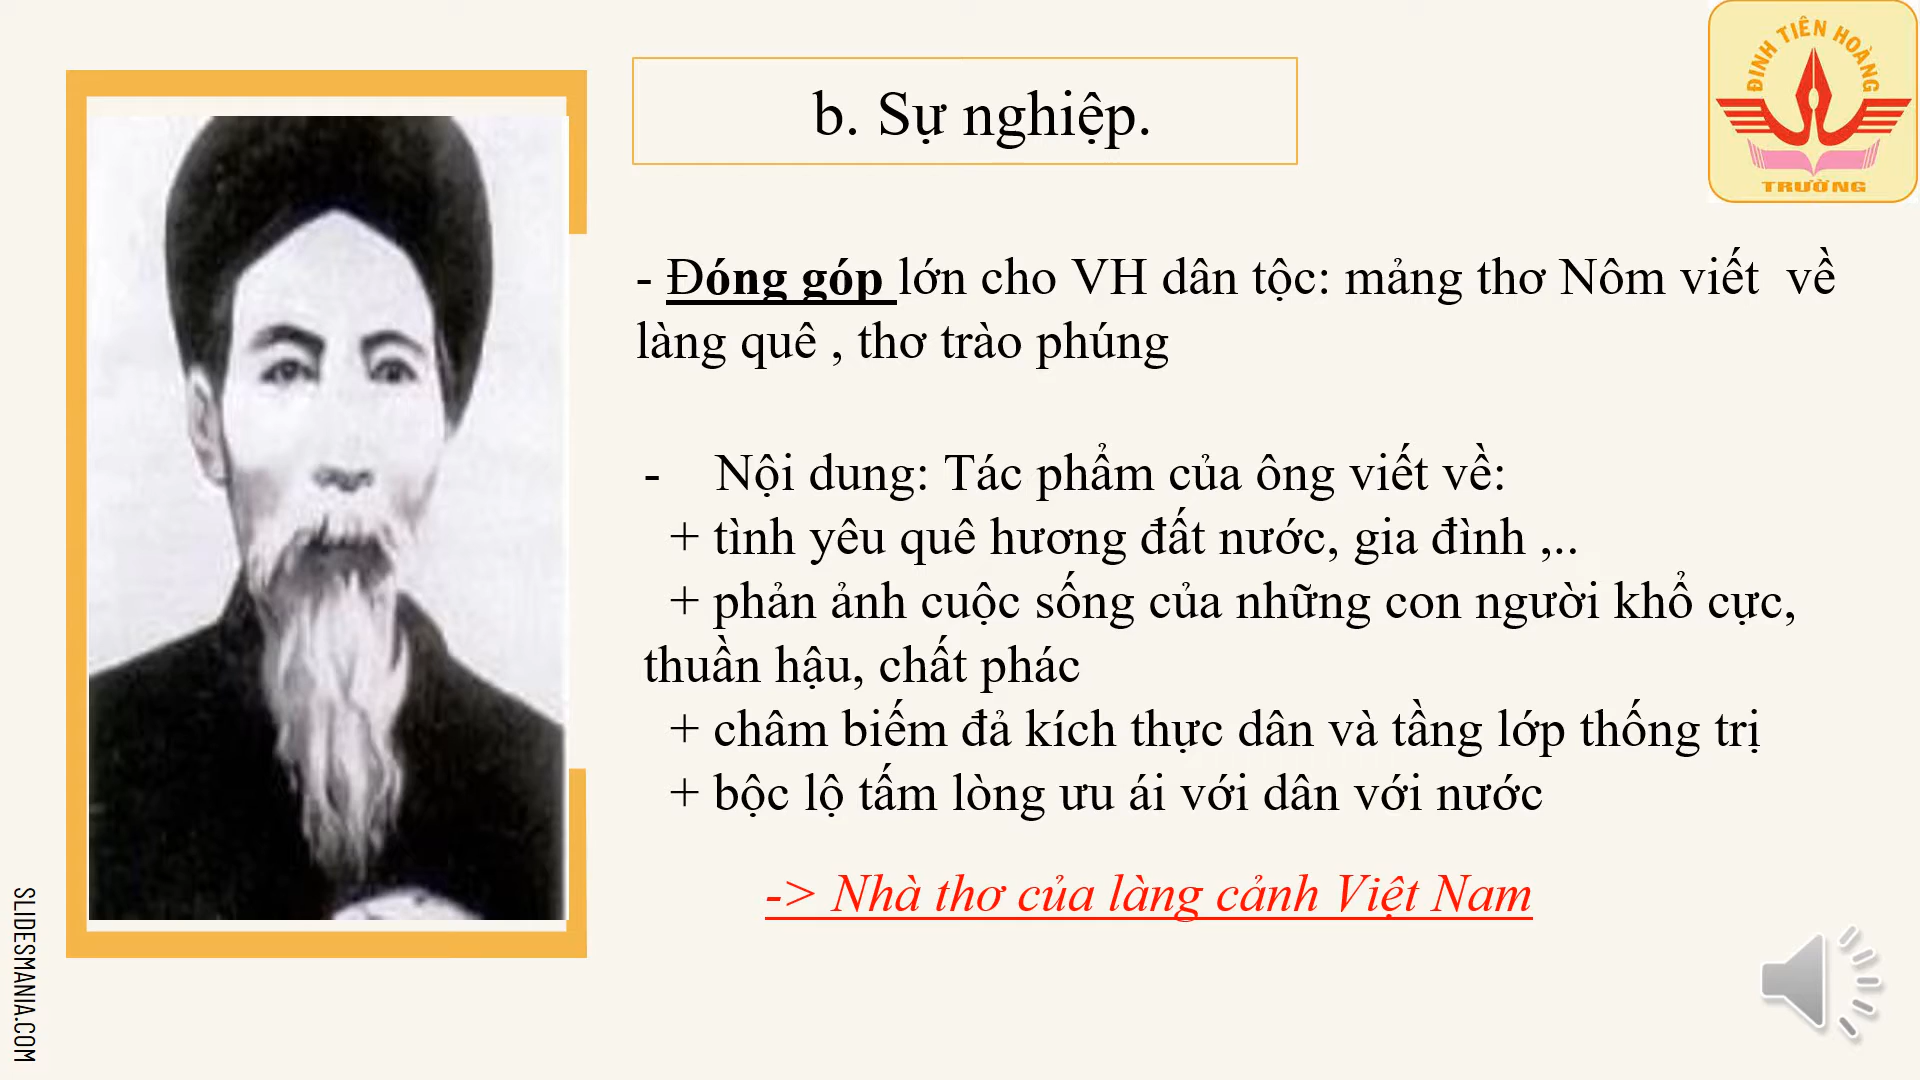 b. Sự nghiệp.
ĐINH TIÊN HOÀNG
TRƯỜNG
- Đóng góp lớn cho VH dân tộc: mảng thơ Nôm viết  về
làng quê , thơ trào phúng
- Nội dung: Tác phẩm của ông viết về:
+ tình yêu quê hương đất nước, gia đình ,..
+ phản ảnh cuộc sống của những con người khổ cực,
thuần hậu, chất phác
+ châm biếm đả kích thực dân và tầng lớp thống trị
+ bộc lộ tấm lòng ưu ái với dân với nước
-> Nhà thơ của làng cảnh Việt Nam
SLIDESMANIA.COM